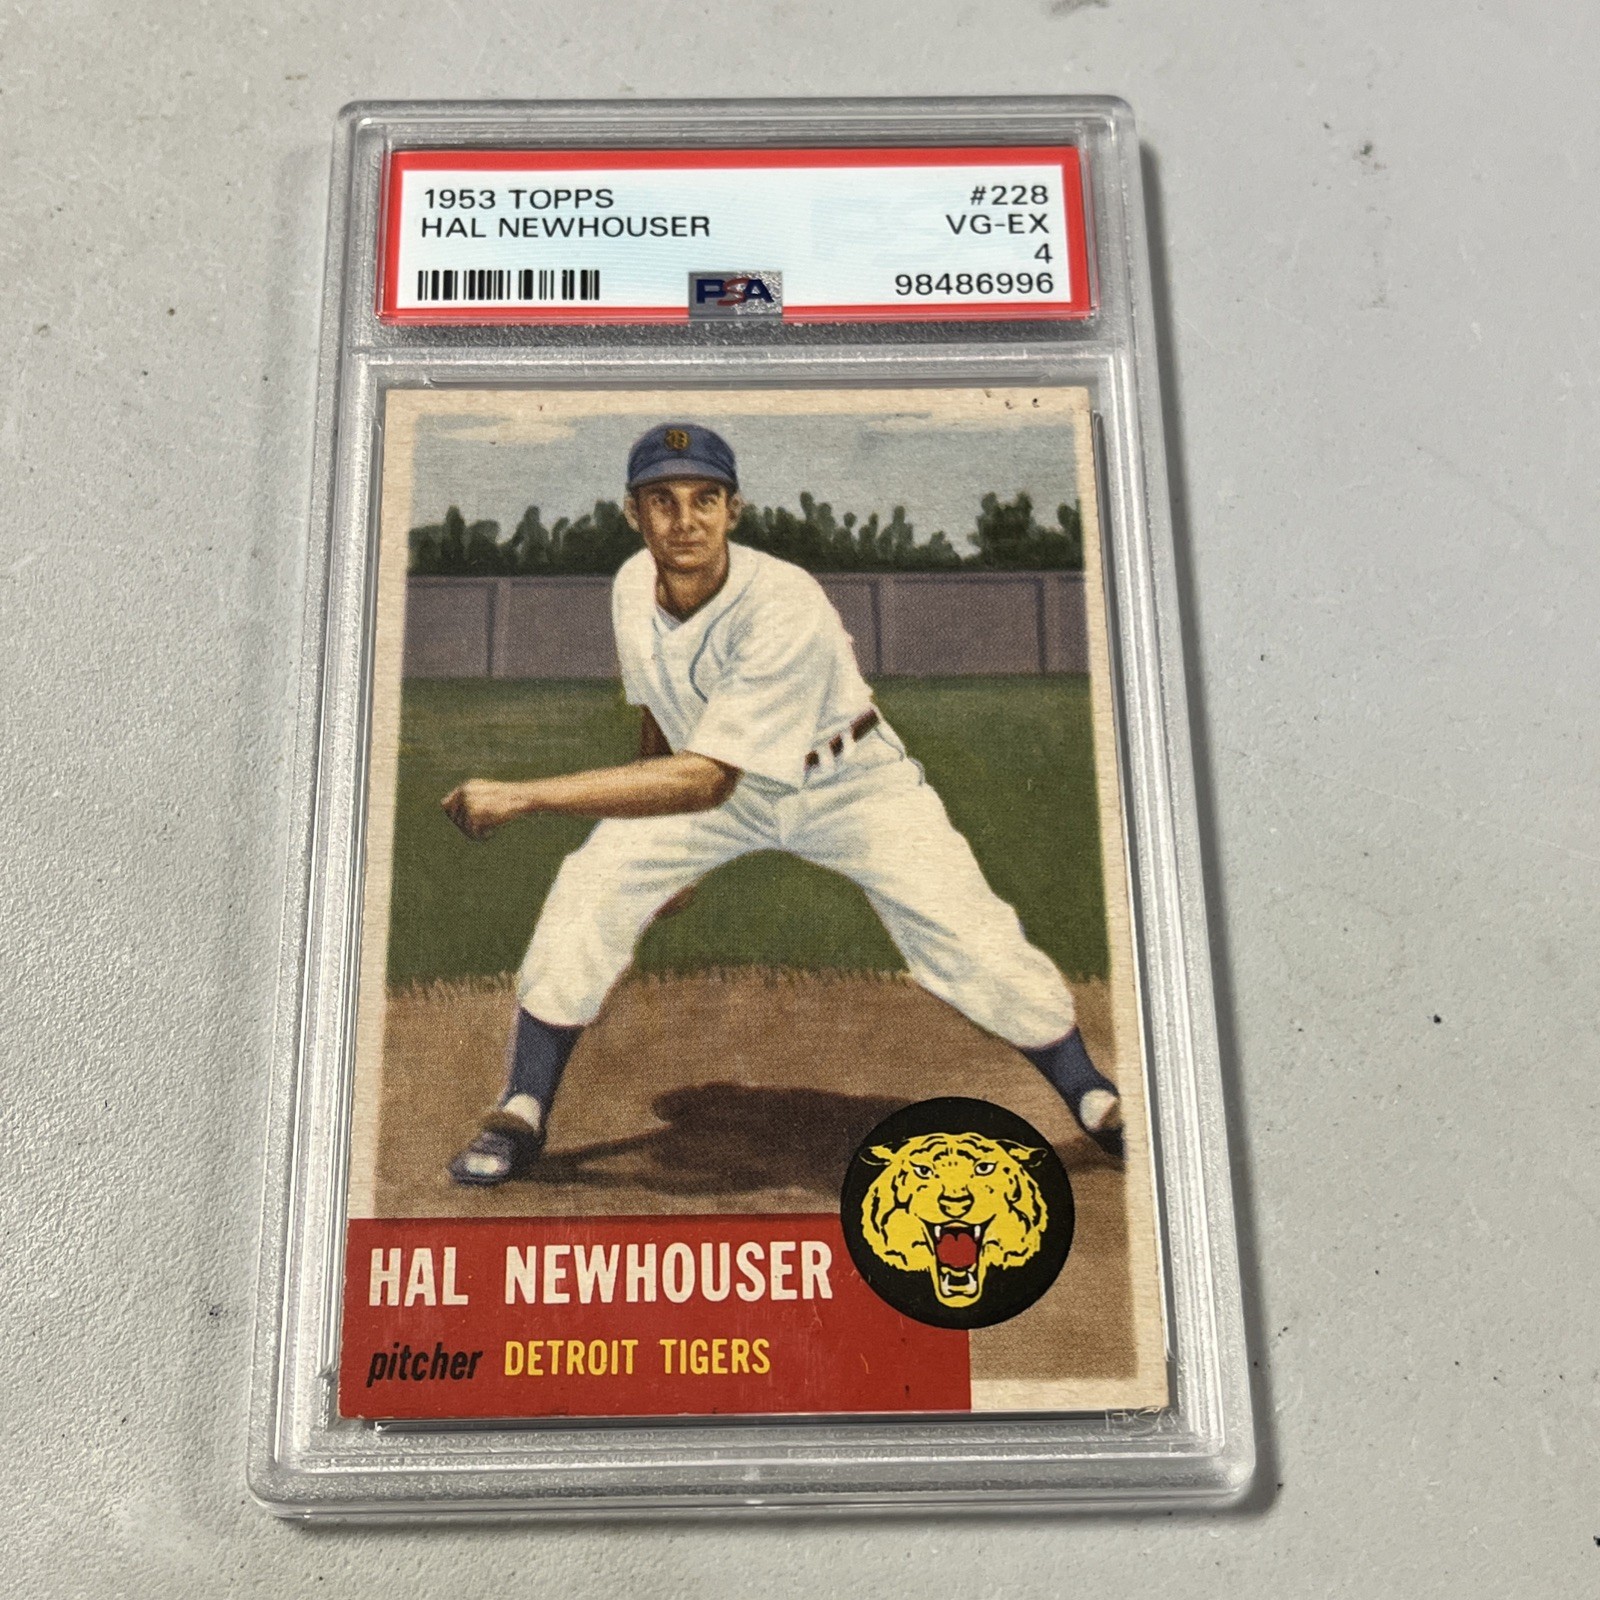 1953 TOPPS #228
HAL NEWHOUSER VG-EX
4
PSA 98486996
HAL NEWHOUSER
pitcher DETROIT TIGERS